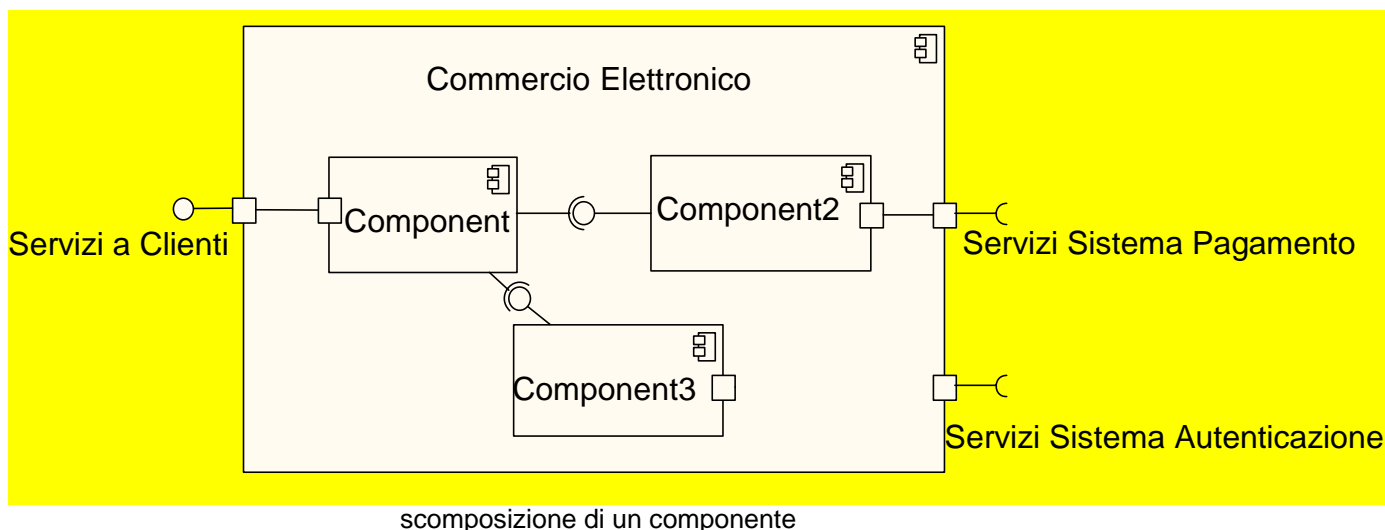 Commercio Elettronico
Component
Component2
Servizi a Clienti
Servizi Sistema Pagamento
Component3
Servizi Sistema Autenticazione
scomposizione di un componente